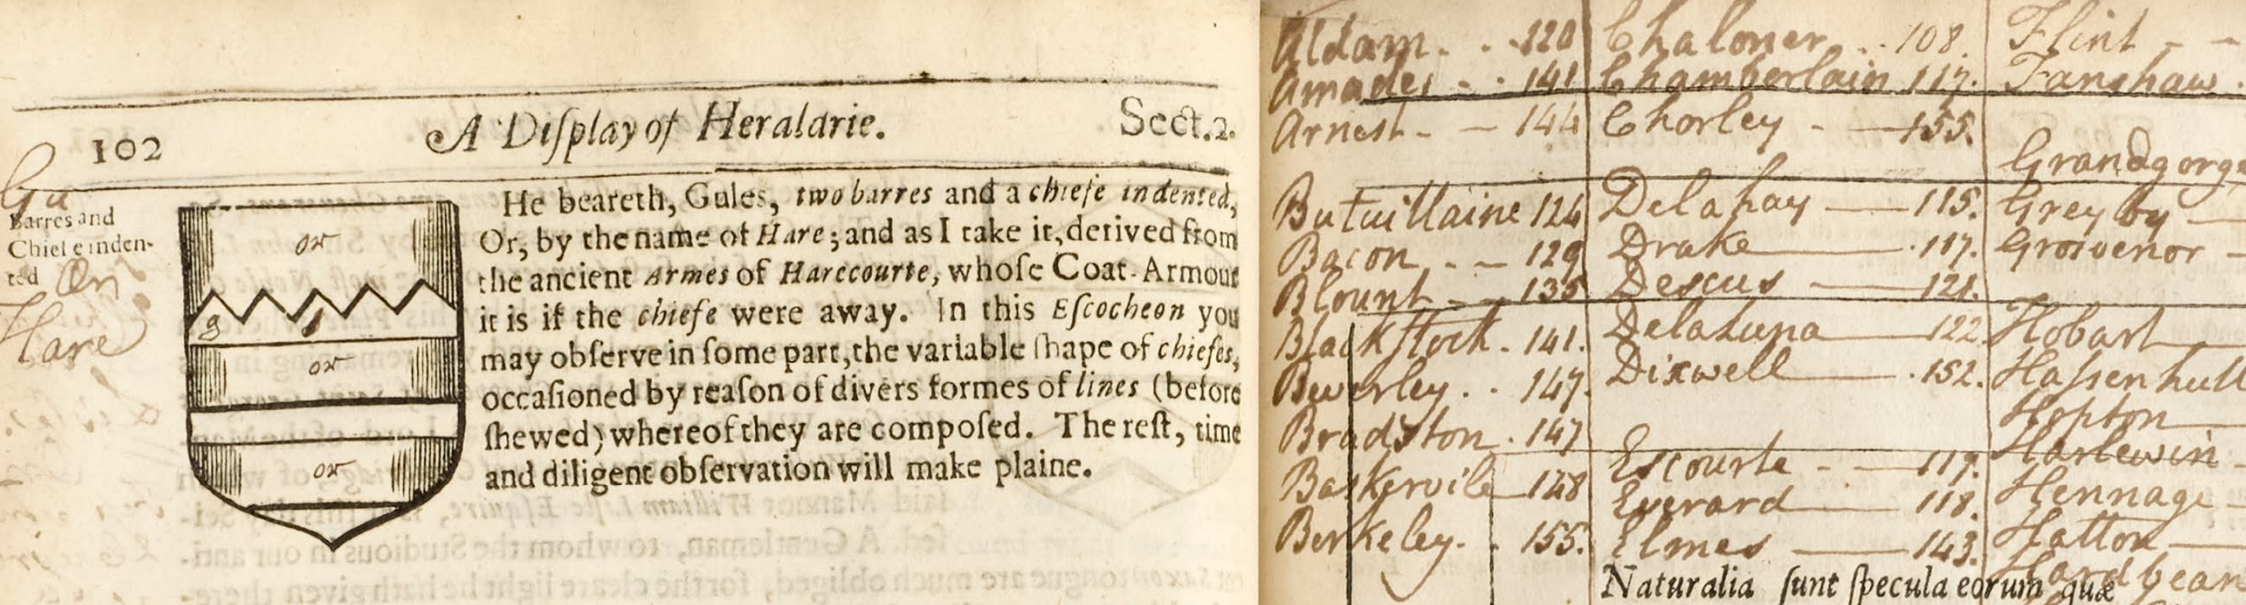 102 A Diſplay of Heraldrie. Sect. 2.
Gu
Barres and
Chiefe inden-
ted
Or
Hare
or
g
or
or
He beareth, Gules, two barres and a chiefe indented,
Or, by the name of Hare; and as I take it, derived from
the ancient Armes of Harecourte, whoſe Coat-Armour
it is if the chiefe were away. In this Eſcocheon you
may obſerve in ſome part, the variable ſhape of chiefes,
occaſioned by reaſon of divers formes of lines (before
ſhewed) whereof they are compoſed. The reſt, time
and diligent obſervation will make plaine.
Aldam - - 120
Amades - - 141
Arnest - - 144
Butuillaine 124
Bacon - - 129
Blount - 135
Blackſtock - 141.
Beverley - - 147.
Bradston - 147
Baskervile 148
Berkeley - - 155.
Chaloner - - 108.
Chamberlain 117.
Chorley - - 155.
Delahay - 115.
Drake - 117.
Descus - 121.
Delaluna - 122.
Dixwell - 152.
Escourte - - 117.
Everard - 118.
Elmes - 143.
Naturalia ſunt ſpecula eorum quæ
Flint - -
Fanshaw -
Grandgorge
Greyby -
Grosvenor -
Hobart
Haſsenhull
Hopton
Harlewin -
Hennage -
Hatton -
Hardbean